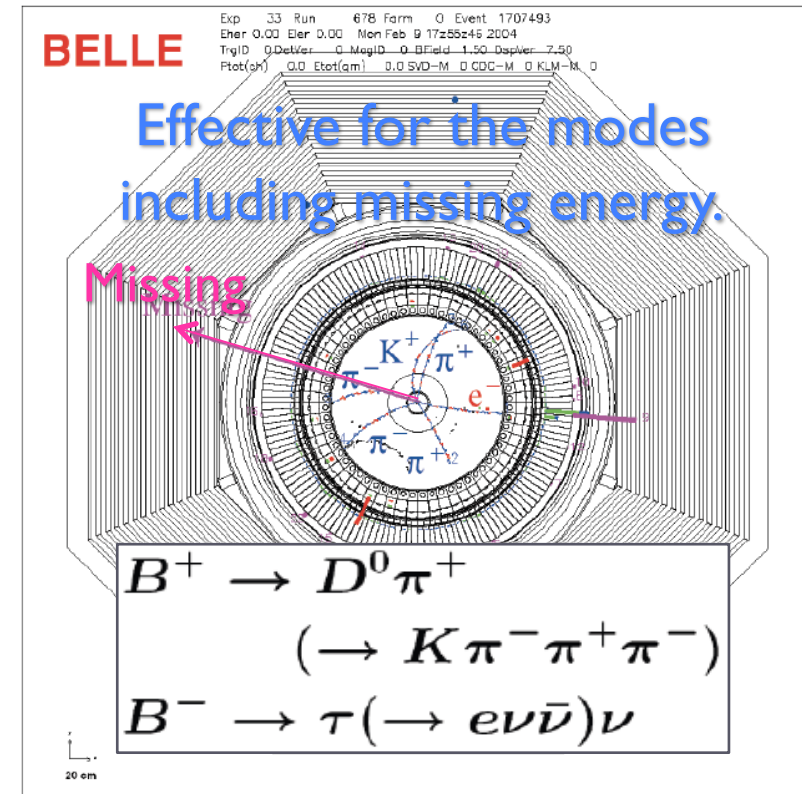 Exp 33 Run 678 Farm 0 Event 1707493
Eher 0.00 Eler 0.00 Mon Feb 9 17z55z46 2004
TrgID 0 DetVer 0 MagID 0 BField 1.50 DspVer 7.50
Ptot(ch) 0.0 Etot(gm) 0.0 SVD-M 0 CDC-M 0 KLM-M 0
BELLE
Effective for the modes
including missing energy.
Missing
Missing
K⁺
π⁺
π⁻
e⁻
π⁻
π⁺
B⁺ → D⁰π⁺
(→ Kπ⁻π⁺π⁻)
B⁻ → τ(→ eνν̄)ν
20 cm